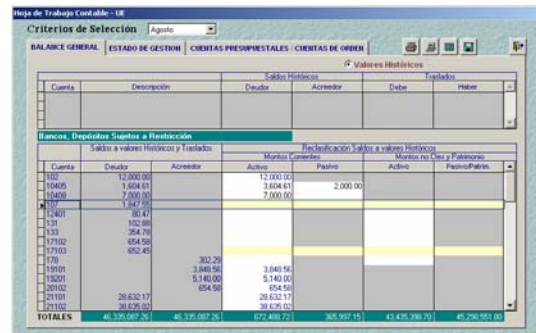 Hoja de Trabajo Contable - UE
Criterios de Selección Agosto
BALANCE GENERAL ESTADO DE GESTION CUENTAS PRESUPUESTALES CUENTAS DE ORDEN
Valores Históricos
Saldos Históricos Traslados
Cuenta Descripción Deudor Acreedor Debe Haber
Bancos, Depósitos Sujetos a Restricción
Saldos a valores Históricos y Traslados Reclasificación Saldos a valores Históricos
Montos Corrientes Montos no Ctes y Patrimonio
Cuenta Deudor Acreedor Activo Pasivo Activo Pasivo/Patrim.
102 12,000.00 12,000.00
10405 1,604.61 3,604.61 2,000.00
10408 7,000.00 7,000.00
107 1,847.55
12401 80.47
131 102.88
133 354.78
17102 654.58
17103 652.45
178 302.29
19101 3,848.56 3,848.56
19201 5,140.00 5,140.00
20102 654.58 654.58
21101 28,632.17 28,632.17
21102 38,635.02 38,635.02
TOTALES 46,335,087.26 46,335,087.26 672,488.72 365,997.15 43,435,398.70 45,298,551.00